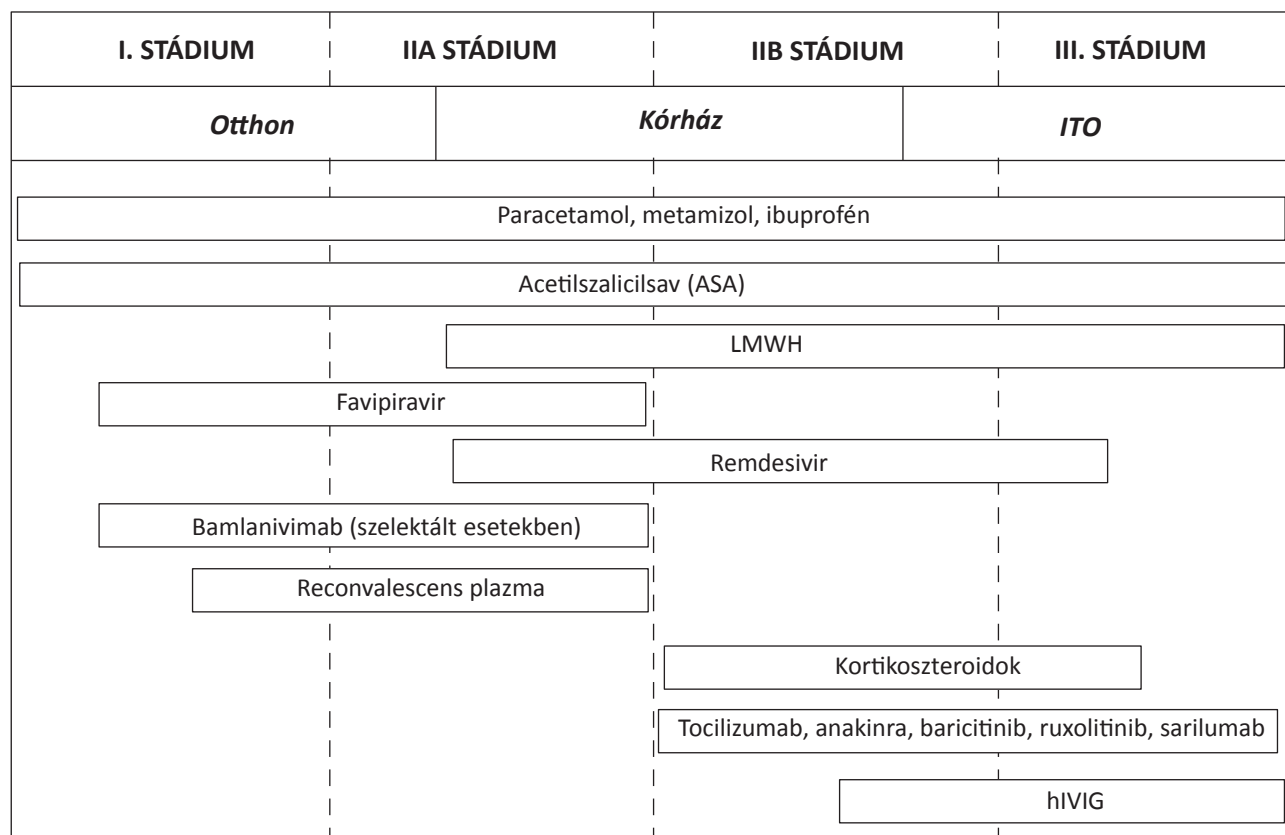 I. STÁDIUM IIA STÁDIUM IIB STÁDIUM III. STÁDIUM
Otthon Kórház ITO
Paracetamol, metamizol, ibuprofén
Acetilszalicilsav (ASA)
LMWH
Favipiravir
Remdesivir
Bamlanivimab (szelektált esetekben)
Reconvalescens plazma
Kortikoszteroidok
Tocilizumab, anakinra, baricitinib, ruxolitinib, sarilumab
hIVIG